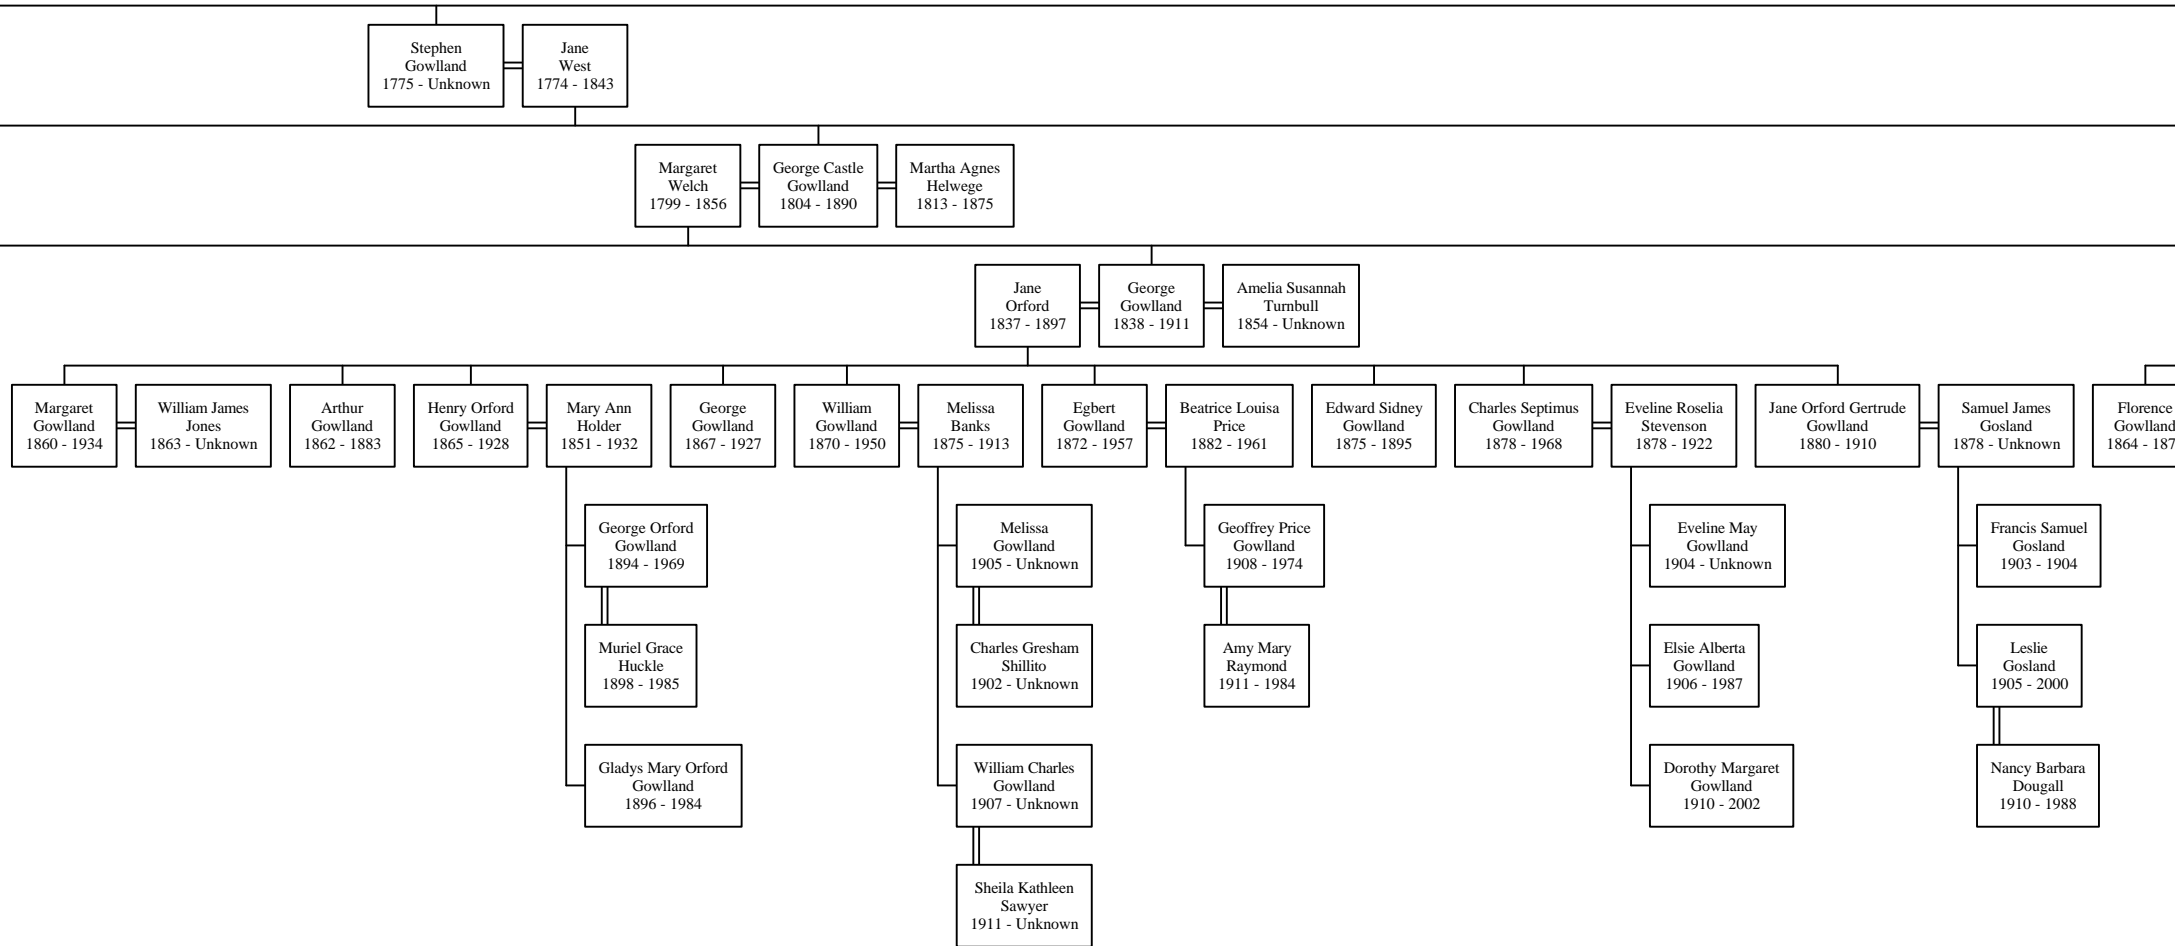 Stephen
Gowlland
1775 - Unknown
Jane
West
1774 - 1843
Margaret
Welch
1799 - 1856
George Castle
Gowlland
1804 - 1890
Martha Agnes
Helwege
1813 - 1875
Jane
Orford
1837 - 1897
George
Gowlland
1838 - 1911
Amelia Susannah
Turnbull
1854 - Unknown
Margaret
Gowlland
1860 - 1934
William James
Jones
1863 - Unknown
Arthur
Gowlland
1862 - 1883
Henry Orford
Gowlland
1865 - 1928
Mary Ann
Holder
1851 - 1932
George
Gowlland
1867 - 1927
William
Gowlland
1870 - 1950
Melissa
Banks
1875 - 1913
Egbert
Gowlland
1872 - 1957
Beatrice Louisa
Price
1882 - 1961
Edward Sidney
Gowlland
1875 - 1895
Charles Septimus
Gowlland
1878 - 1968
Eveline Roselia
Stevenson
1878 - 1922
Jane Orford Gertrude
Gowlland
1880 - 1910
Samuel James
Gosland
1878 - Unknown
Florence
Gowlland
1864 - 187
George Orford
Gowlland
1894 - 1969
Muriel Grace
Huckle
1898 - 1985
Gladys Mary Orford
Gowlland
1896 - 1984
Melissa
Gowlland
1905 - Unknown
Charles Gresham
Shillito
1902 - Unknown
William Charles
Gowlland
1907 - Unknown
Sheila Kathleen
Sawyer
1911 - Unknown
Geoffrey Price
Gowlland
1908 - 1974
Amy Mary
Raymond
1911 - 1984
Eveline May
Gowlland
1904 - Unknown
Elsie Alberta
Gowlland
1906 - 1987
Dorothy Margaret
Gowlland
1910 - 2002
Francis Samuel
Gosland
1903 - 1904
Leslie
Gosland
1905 - 2000
Nancy Barbara
Dougall
1910 - 1988